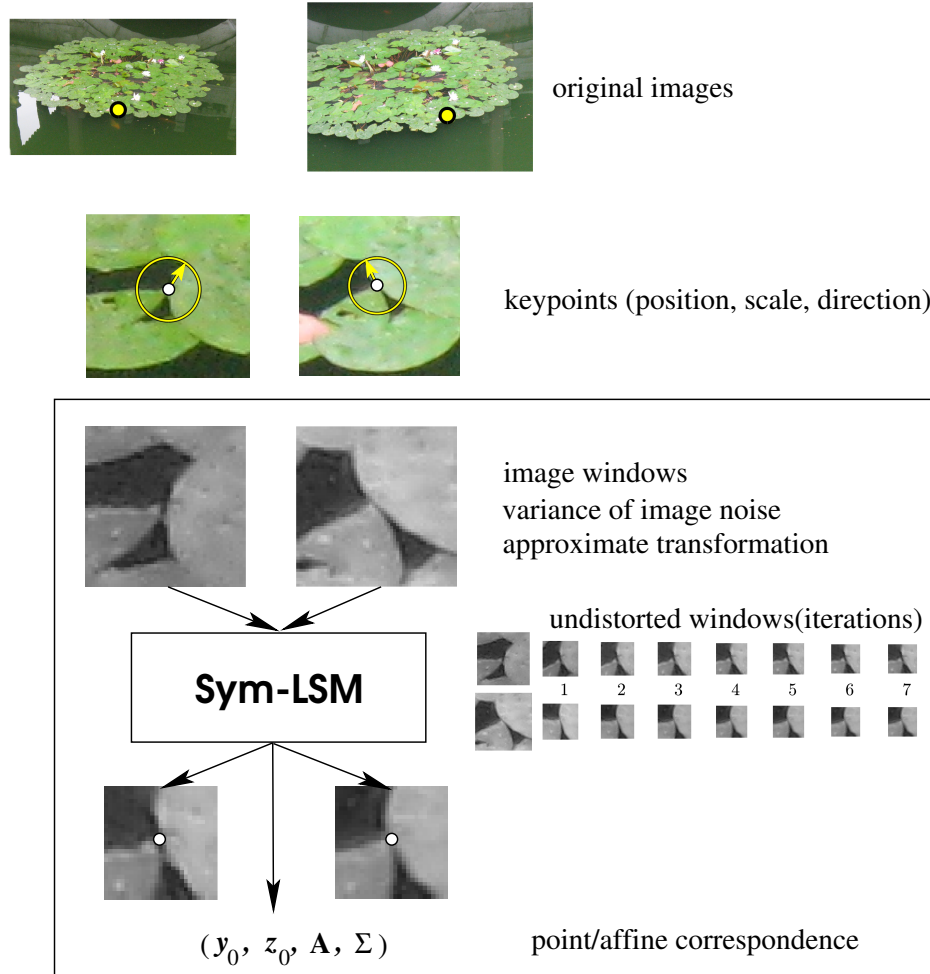 original images
keypoints (position, scale, direction)
image windows
variance of image noise
approximate transformation
undistorted windows(iterations)
Sym-LSM
1 2 3 4 5 6 7
(y₀, z₀, A, Σ)
point/affine correspondence